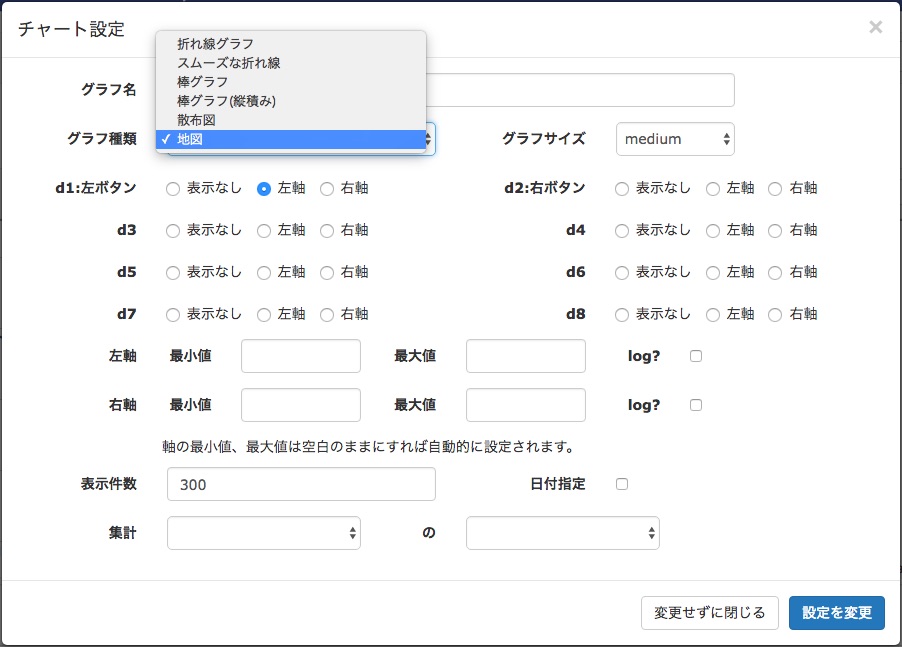 チャート設定
×
折れ線グラフ
スムーズな折れ線
棒グラフ
棒グラフ(縦積み)
散布図
✓ 地図
グラフ名
グラフ種類
グラフサイズ medium
d1:左ボタン 表示なし 左軸 右軸 d2:右ボタン 表示なし 左軸 右軸
d3 表示なし 左軸 右軸 d4 表示なし 左軸 右軸
d5 表示なし 左軸 右軸 d6 表示なし 左軸 右軸
d7 表示なし 左軸 右軸 d8 表示なし 左軸 右軸
左軸 最小値 最大値 log?
右軸 最小値 最大値 log?
軸の最小値、最大値は空白のままにすれば自動的に設定されます。
表示件数 300 日付指定
集計 の
変更せずに閉じる 設定を変更